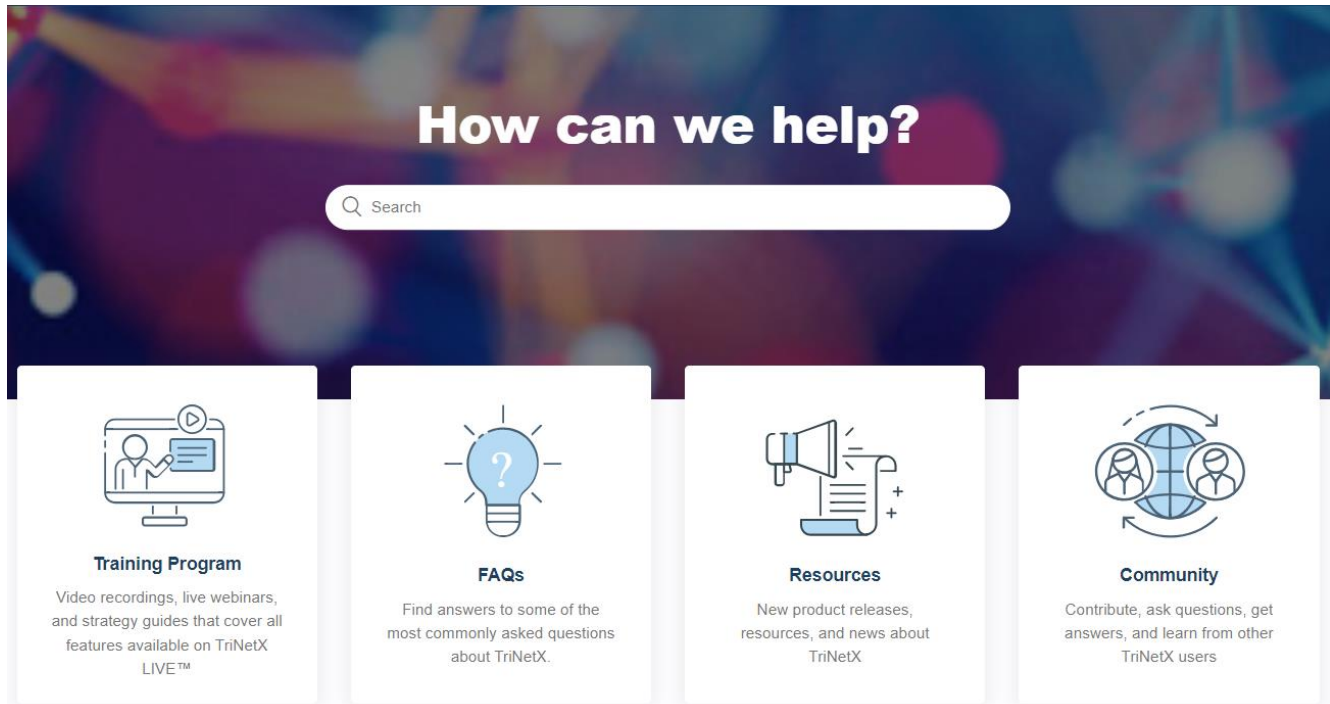 How can we help?
Search
?
Training Program
Video recordings, live webinars,
and strategy guides that cover all
features available on TriNetX
LIVE™
FAQs
Find answers to some of the
most commonly asked questions
about TriNetX.
Resources
New product releases,
resources, and news about
TriNetX
Community
Contribute, ask questions, get
answers, and learn from other
TriNetX users